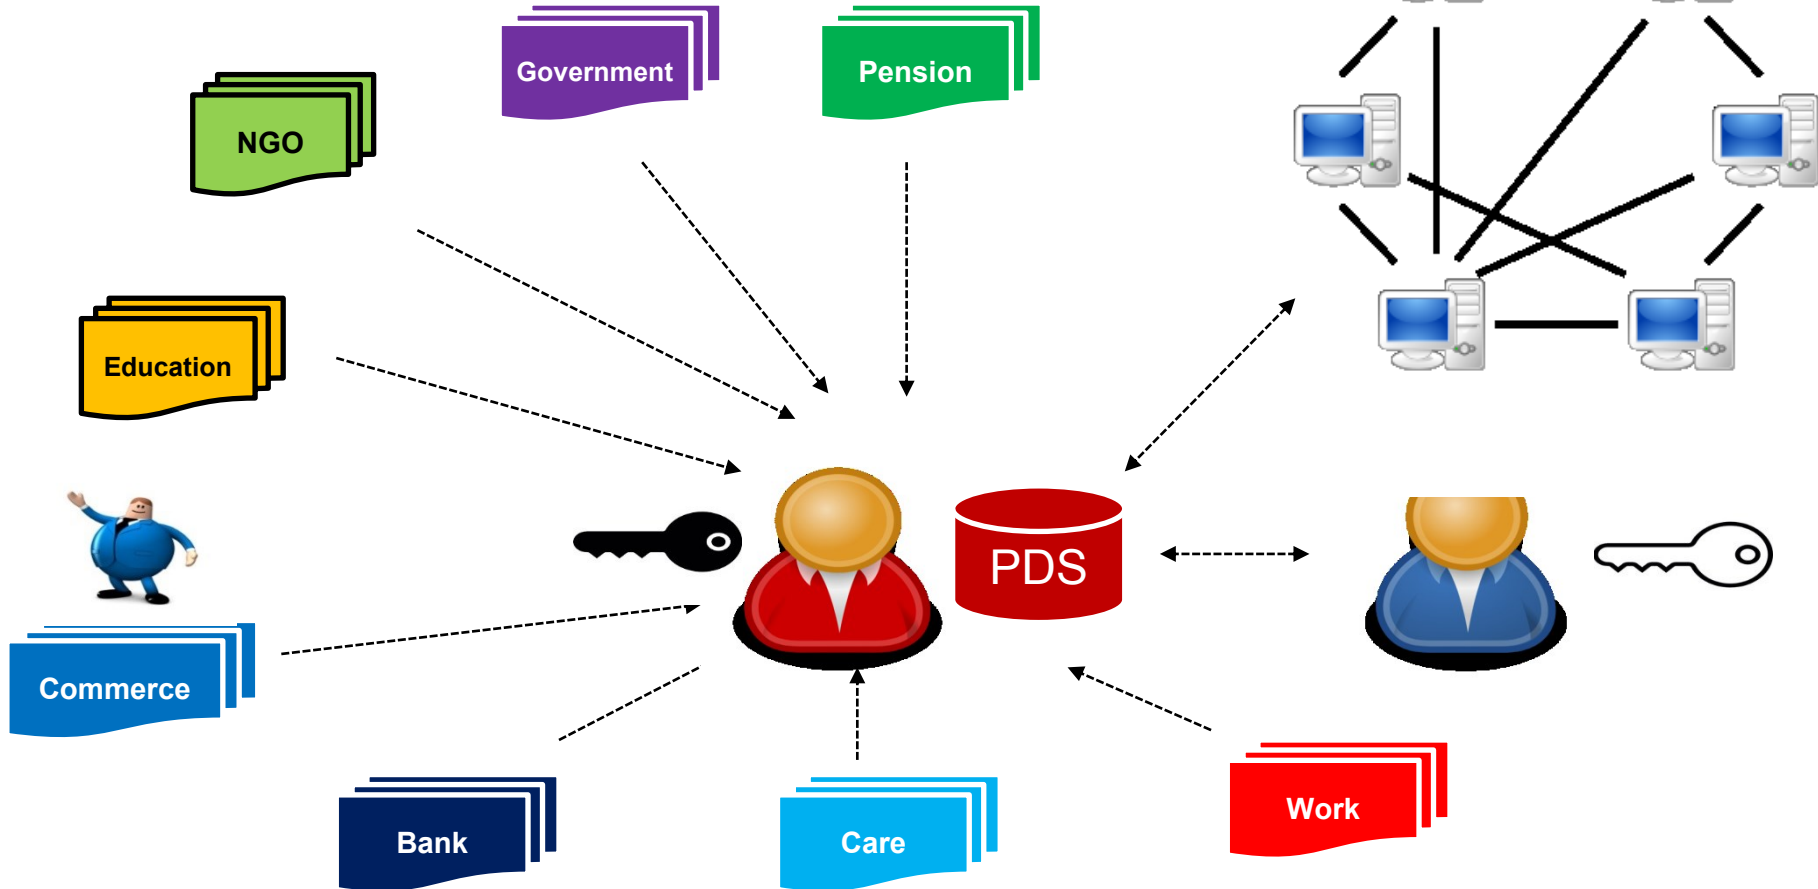 Government
Pension
NGO
Education
PDS
Commerce
Work
Bank
Care